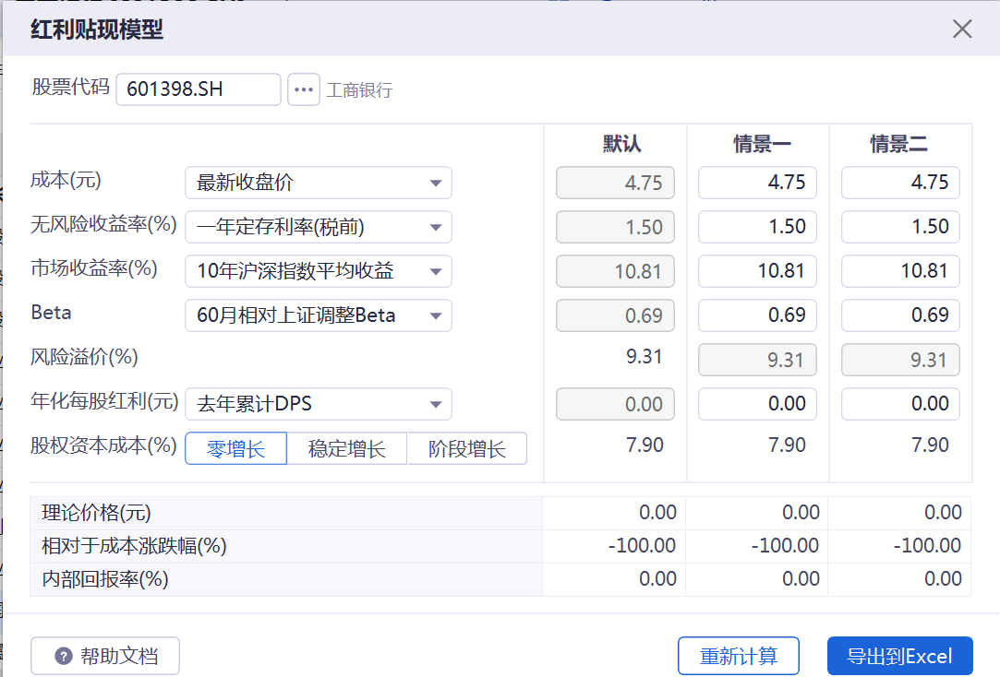 红利贴现模型
股票代码 601398.SH ··· 工商银行
默认 情景一 情景二
成本(元) 最新收盘价 4.75 4.75 4.75
无风险收益率(%) 一年定存利率(税前) 1.50 1.50 1.50
市场收益率(%) 10年沪深指数平均收益 10.81 10.81 10.81
Beta 60月相对上证调整Beta 0.69 0.69 0.69
风险溢价(%) 9.31 9.31 9.31
年化每股红利(元) 去年累计DPS 0.00 0.00 0.00
股权资本成本(%) 零增长 稳定增长 阶段增长 7.90 7.90 7.90
理论价格(元) 0.00 0.00 0.00
相对于成本涨跌幅(%) -100.00 -100.00 -100.00
内部回报率(%) 0.00 0.00 0.00
? 帮助文档 重新计算 导出到Excel